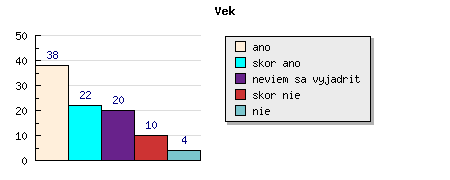 Vek
50
40
30
20
10
0
38
22
20
10
4
ano
skor ano
neviem sa vyjadrit
skor nie
nie